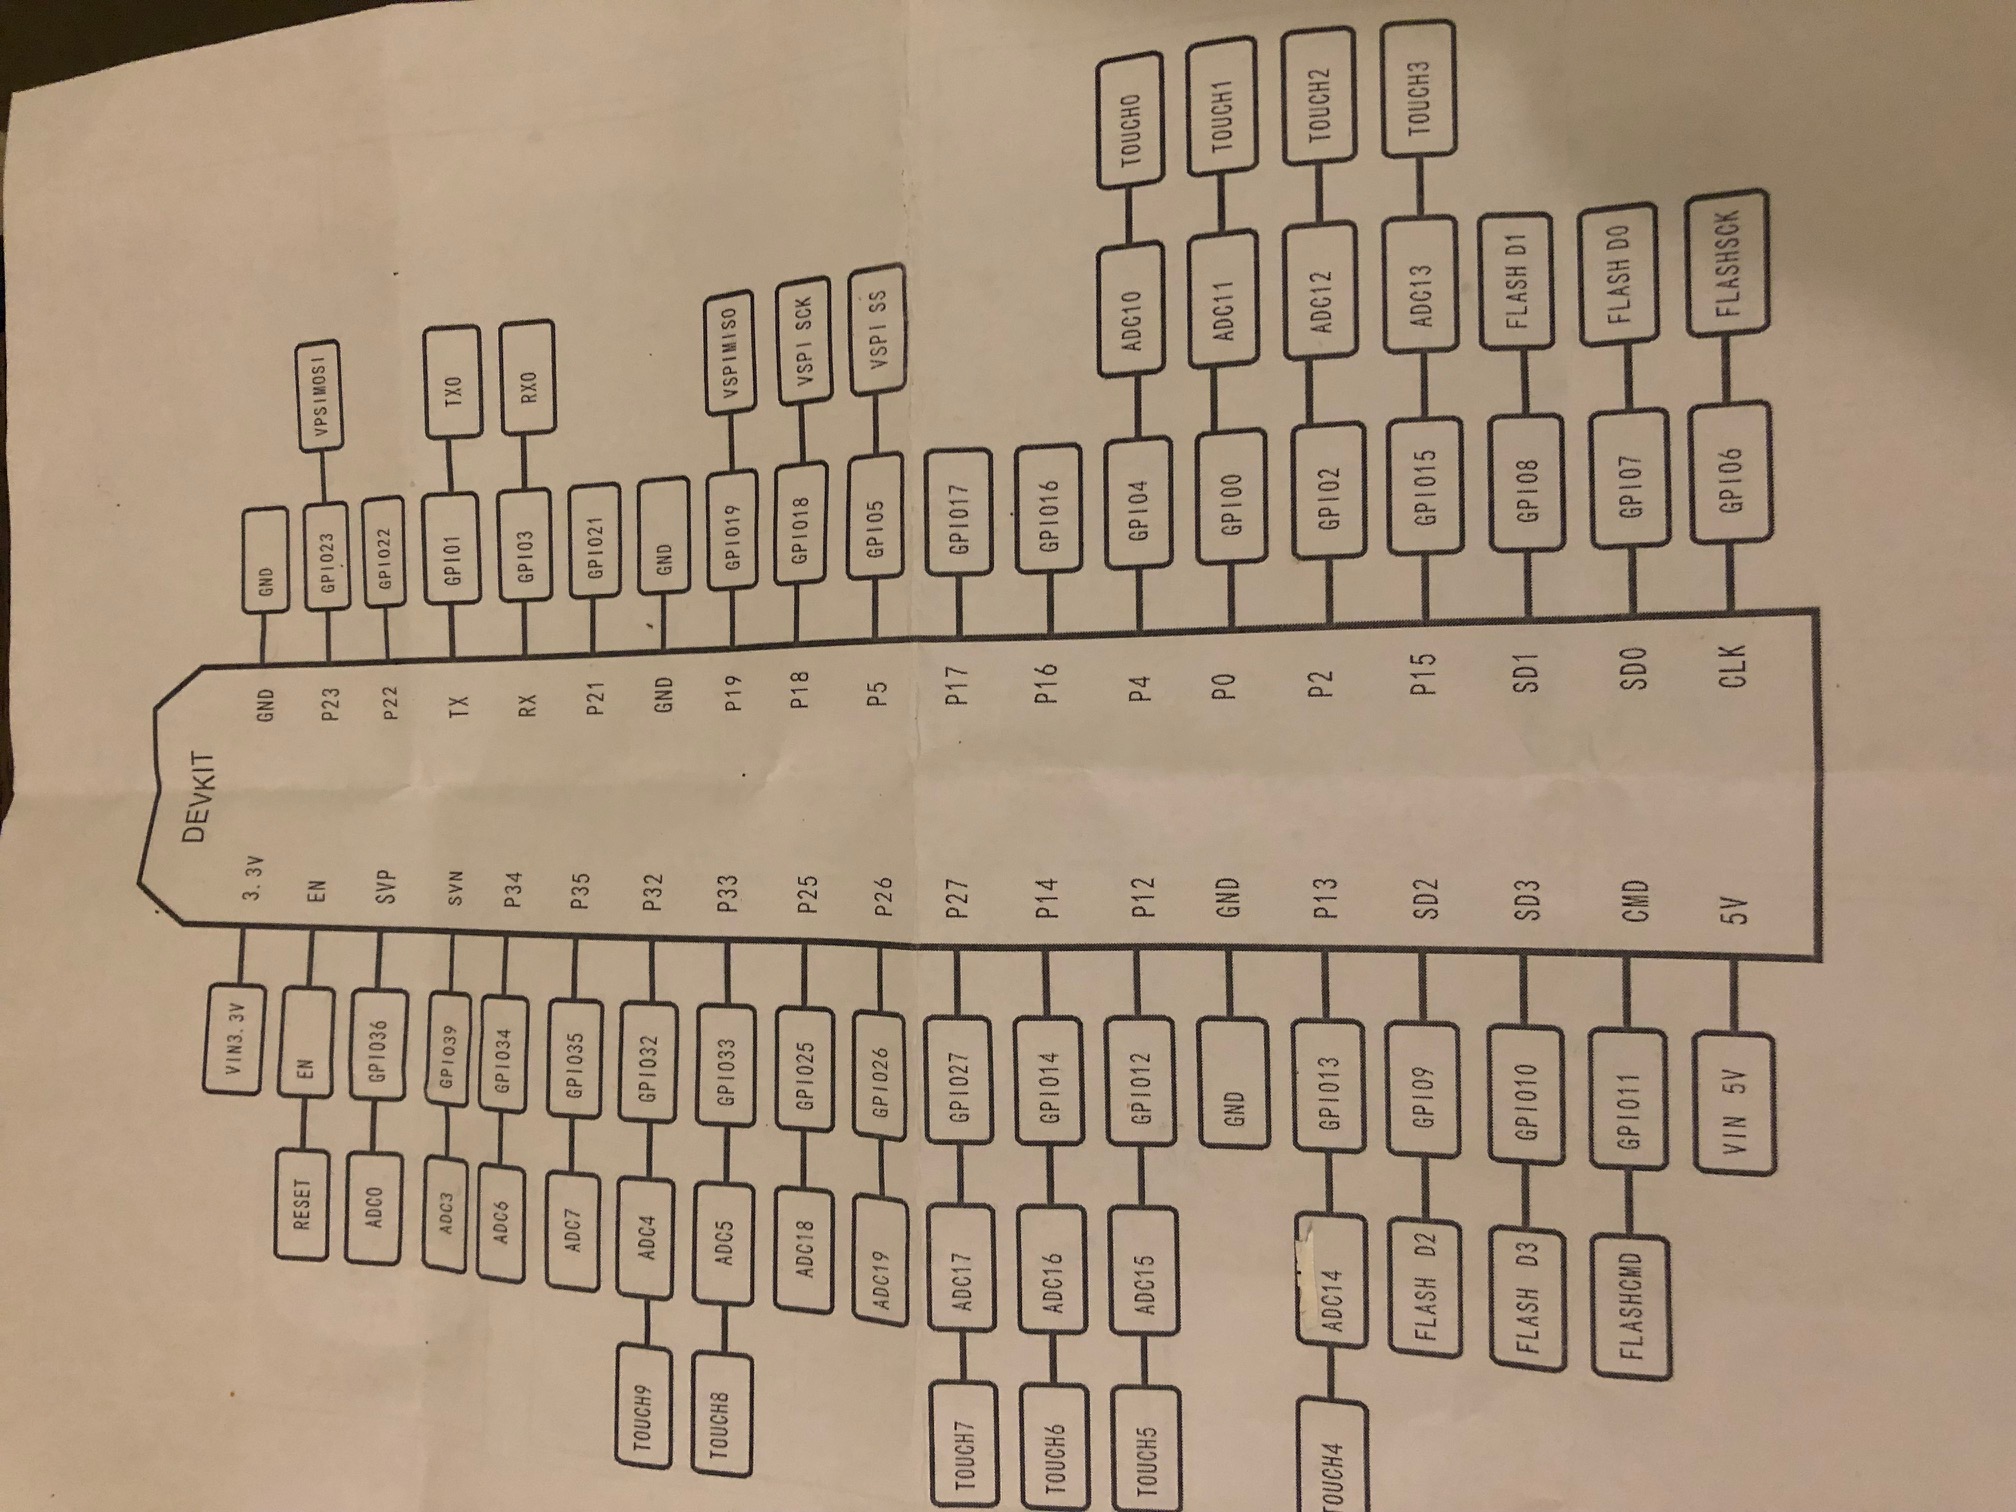 DEVKIT
VIN3.3V 3.3V GND GND
RESET EN EN P23 GPIO23 VPSIMOSI
ADC0 GPIO36 SVP P22 GPIO22
ADC3 GPIO39 SVN TX GPIO1 TX0
ADC6 GPIO34 P34 RX GPIO3 RX0
ADC7 GPIO35 P35 P21 GPIO21
TOUCH9 ADC4 GPIO32 P32 GND GND
TOUCH8 ADC5 GPIO33 P33 P19 GPIO19 VSPIMISO
ADC18 GPIO25 P25 P18 GPIO18 VSPI SCK
ADC19 GPIO26 P26 P5 GPIO5 VSPI SS
TOUCH7 ADC17 GPIO27 P27 P17 GPIO17
TOUCH6 ADC16 GPIO14 P14 P16 GPIO16
TOUCH5 ADC15 GPIO12 P12 P4 GPIO4 ADC10 TOUCH0
GND GND P0 GPIO0 ADC11 TOUCH1
TOUCH4 ADC14 GPIO13 P13 P2 GPIO2 ADC12 TOUCH2
FLASH D2 GPIO9 SD2 P15 GPIO15 ADC13 TOUCH3
FLASH D3 GPIO10 SD3 SD1 GPIO8 FLASH D1
FLASHCMD GPIO11 CMD SD0 GPIO7 FLASH D0
VIN 5V 5V CLK GPIO6 FLASHSCK